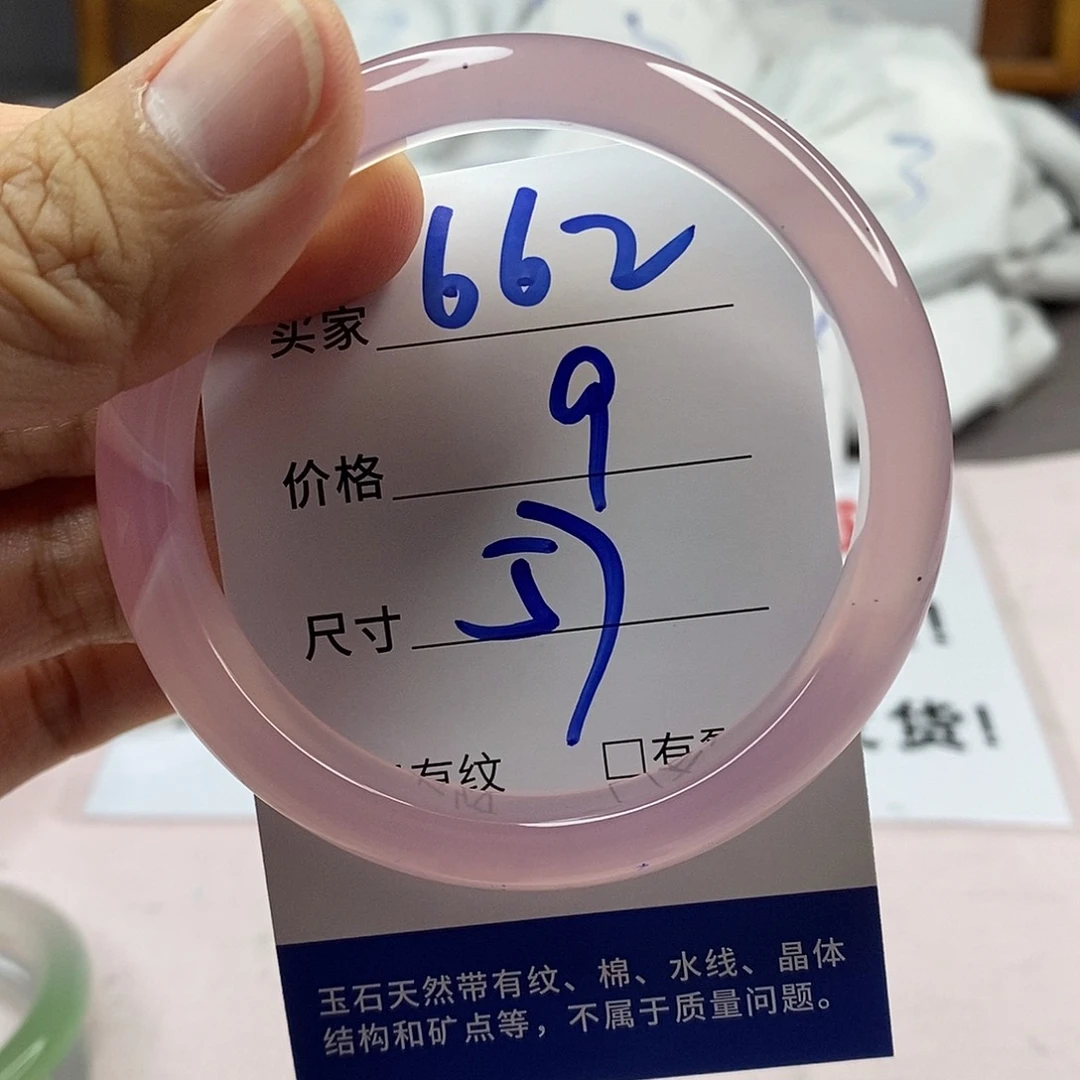 买家 662
价格 9
尺寸 57
有纹 □有
！
货！
玉石天然带有纹、棉、水线、晶体
结构和矿点等，不属于质量问题。